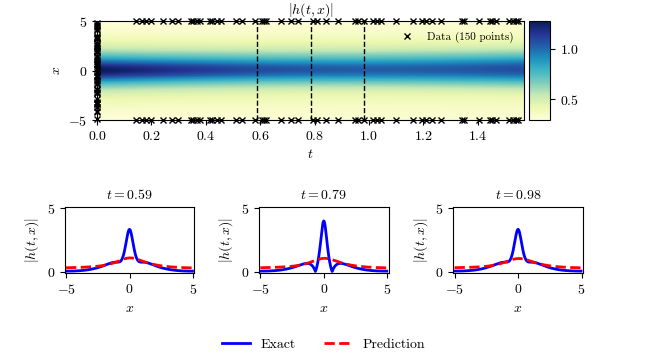 |h(t, x)|
5
0
−5
x
Data (150 points)
1.0
0.5
0.0 0.2 0.4 0.6 0.8 1.0 1.2 1.4
t
t = 0.59 t = 0.79 t = 0.98
5 5 5
|h(t, x)| |h(t, x)| |h(t, x)|
0 0 0
−5 0 5 −5 0 5 −5 0 5
x x x
Exact Prediction